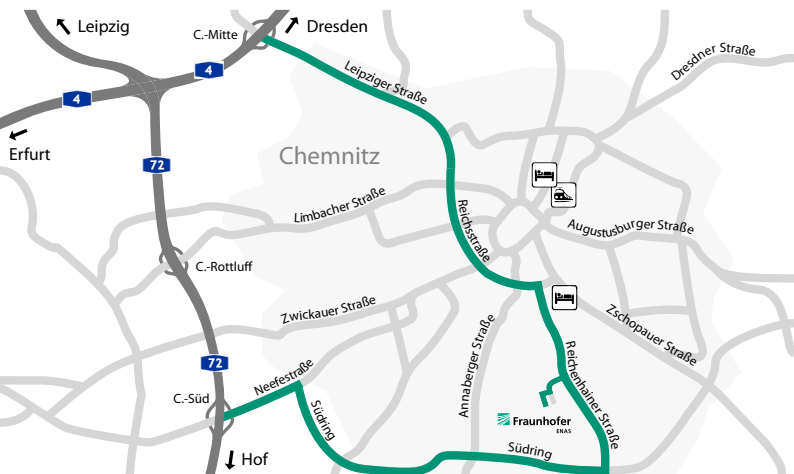 Leipzig
C.-Mitte
Dresden
4
4
Leipziger Straße
Dresdner Straße
Erfurt
72
Chemnitz
Limbacher Straße
Reichsstraße
Augustusburger Straße
C.-Rottluff
Zwickauer Straße
Zschopauer Straße
Annaberger Straße
Reichenhainer Straße
72
Neefestraße
C.-Süd
Südring
Fraunhofer
ENAS
Südring
Hof